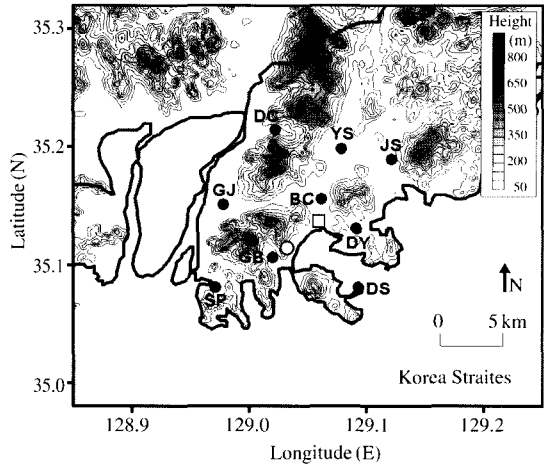 35.3
35.2
35.1
35.0
Latitude (N)
128.9
129.0
129.1
129.2
Longitude (E)
Height
(m)
800
650
500
350
200
50
DC
YS
JS
GJ
BC
DY
GB
SP
DS
N
0 5 km
Korea Straites